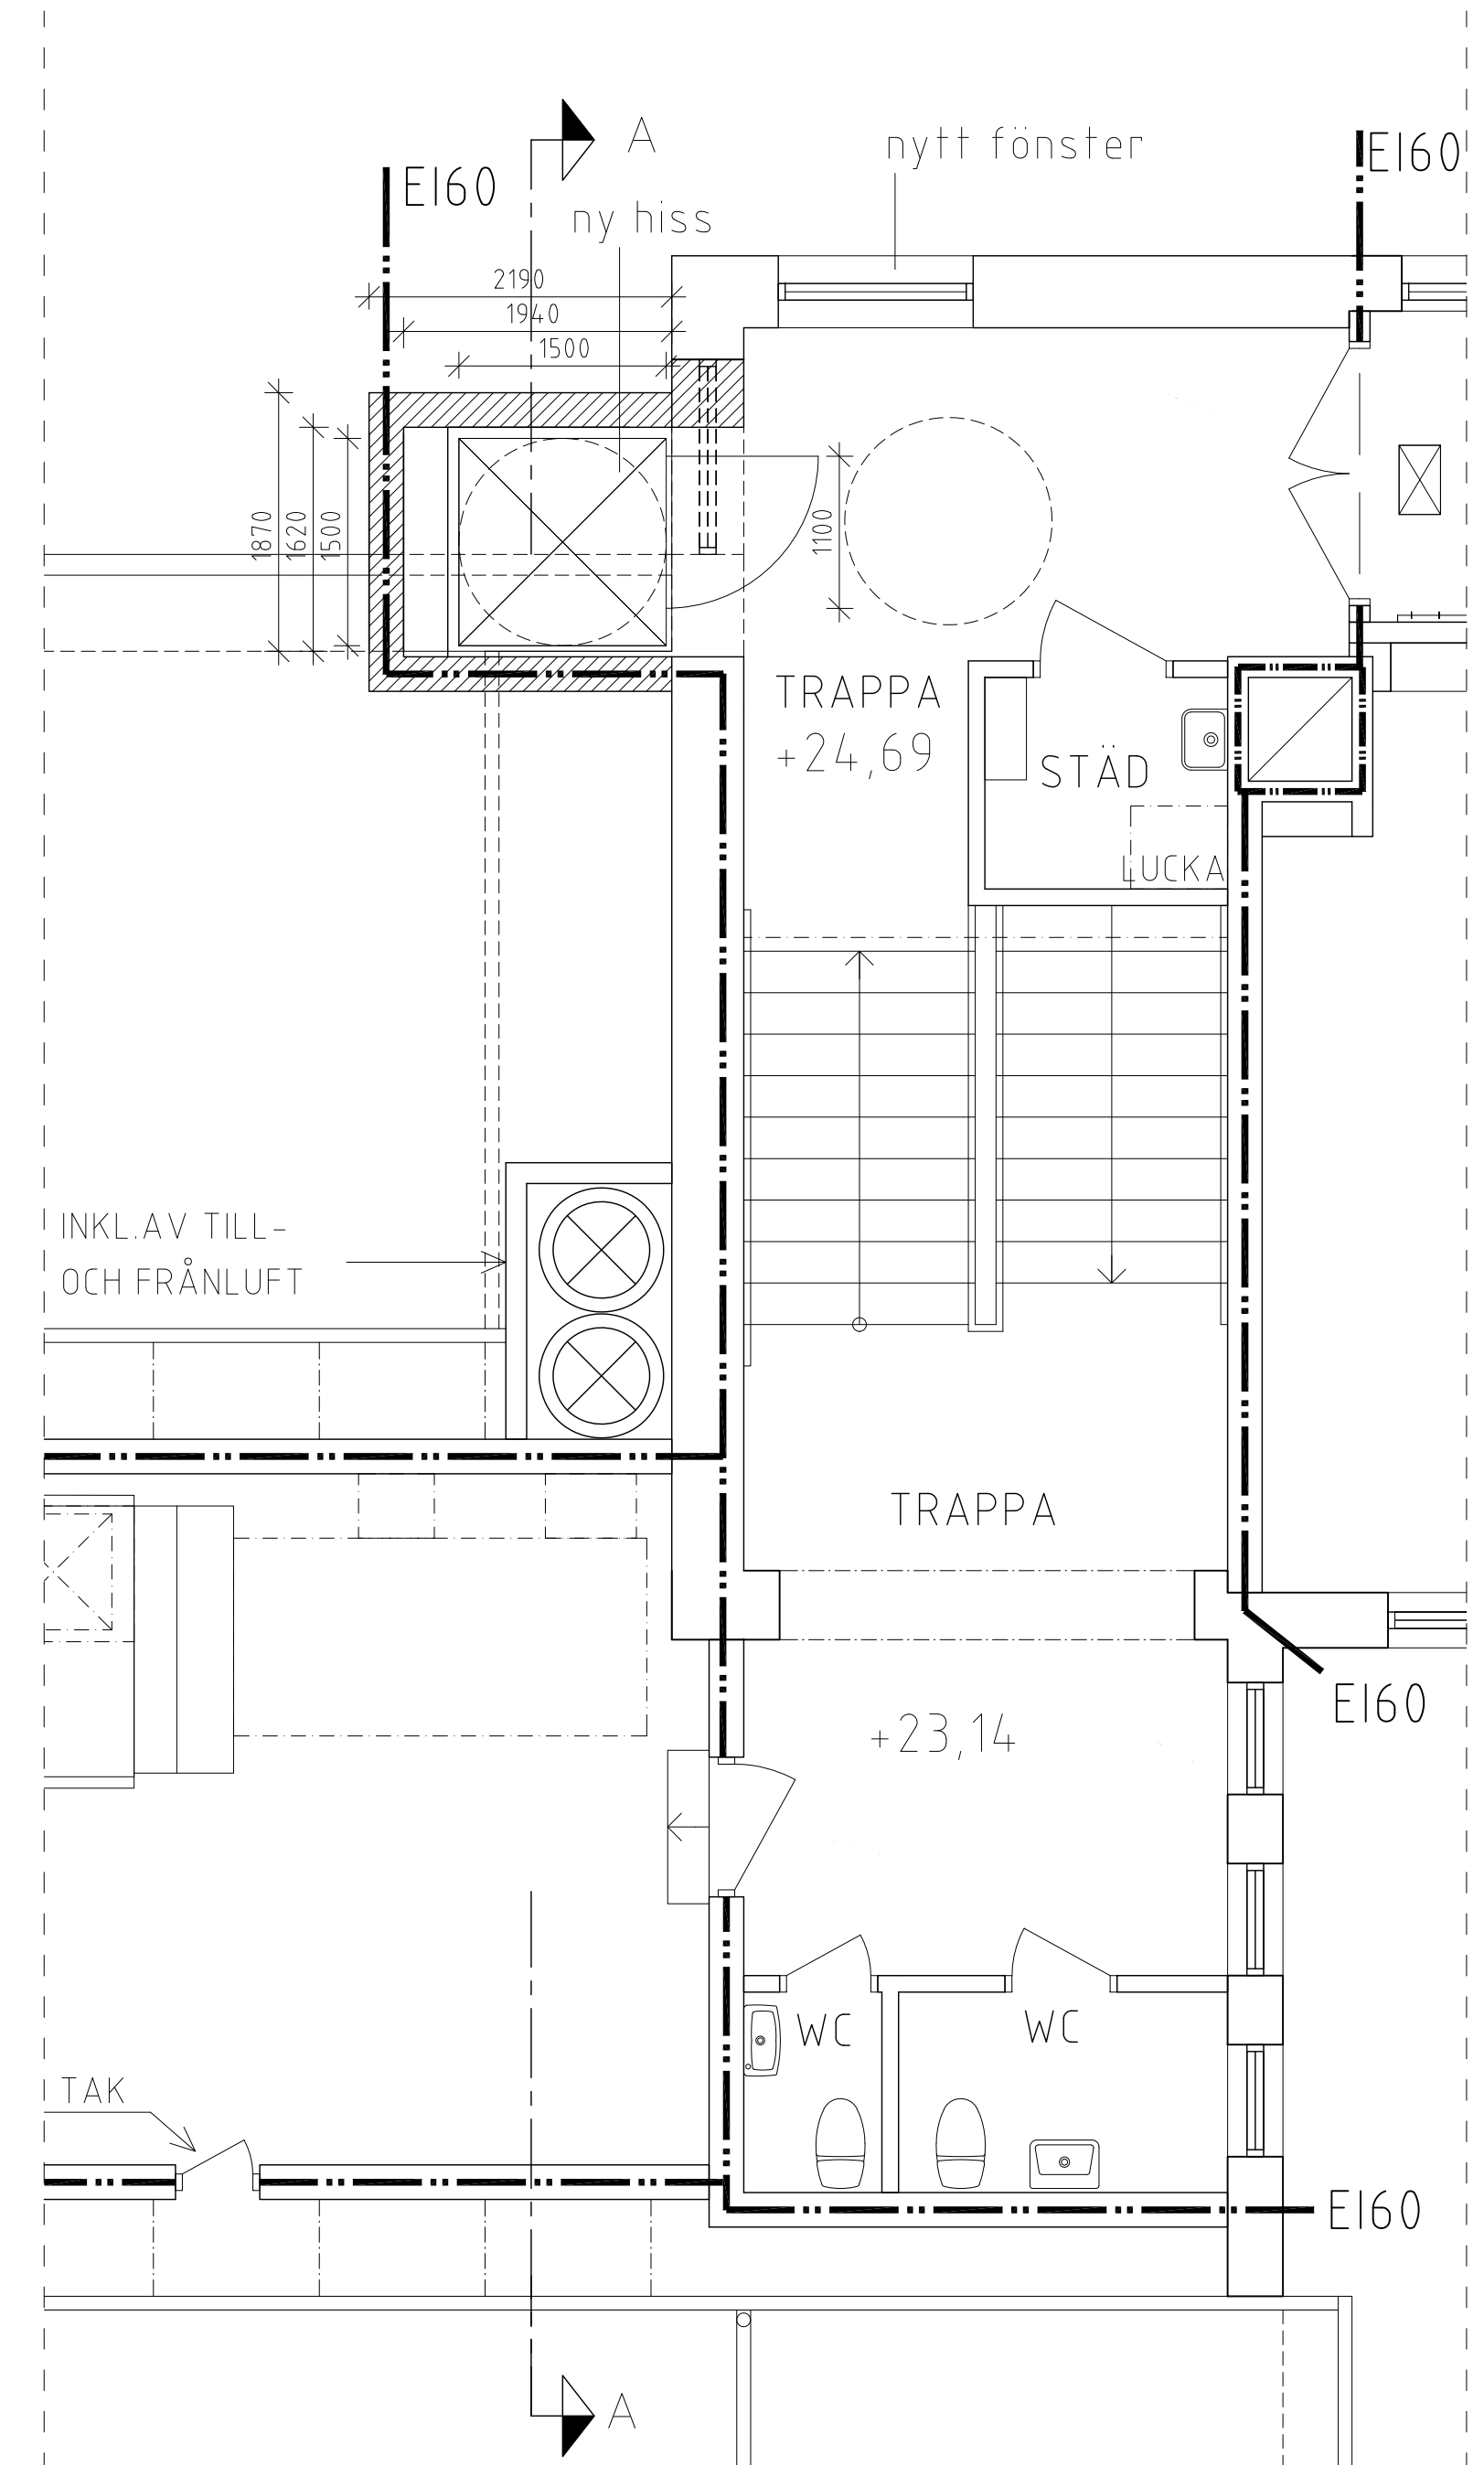 A
nytt fönster
EI60
EI60
ny hiss
2190
1940
1500
1870
1620
1500
1100
TRAPPA
+24,69
STÄD
LUCKA
INKL.AV TILL-
OCH FRÅNLUFT
TRAPPA
EI60
+23,14
WC
WC
TAK
EI60
A